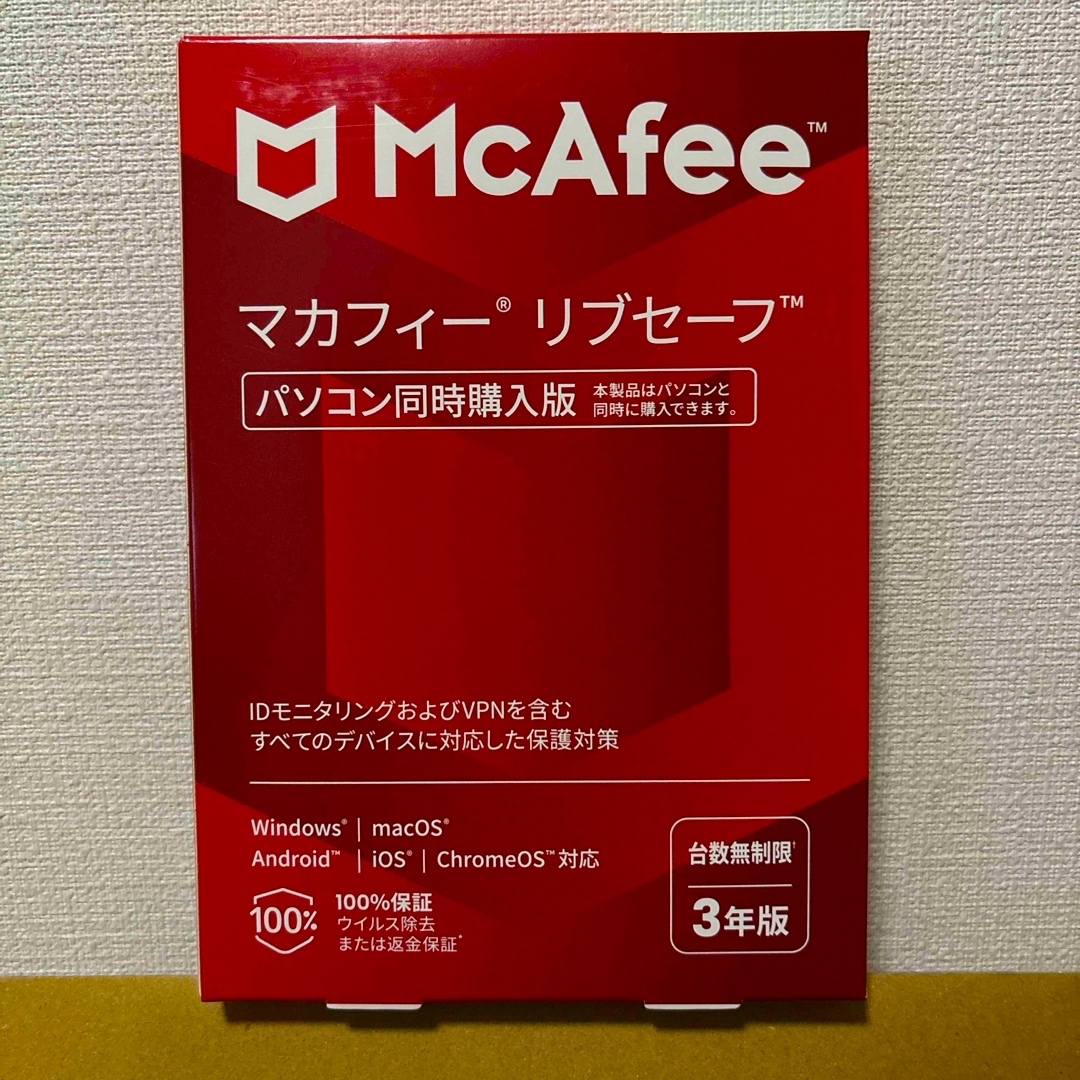 McAfee™
マカフィー® リブセーフ™
パソコン同時購入版
本製品はパソコンと
同時に購入できます。
IDモニタリングおよびVPNを含む
すべてのデバイスに対応した保護対策
Windows® | macOS®
Android™ | iOS® | ChromeOS™ 対応
100%
100%保証
ウイルス除去
または返金保証*
台数無制限†
3年版